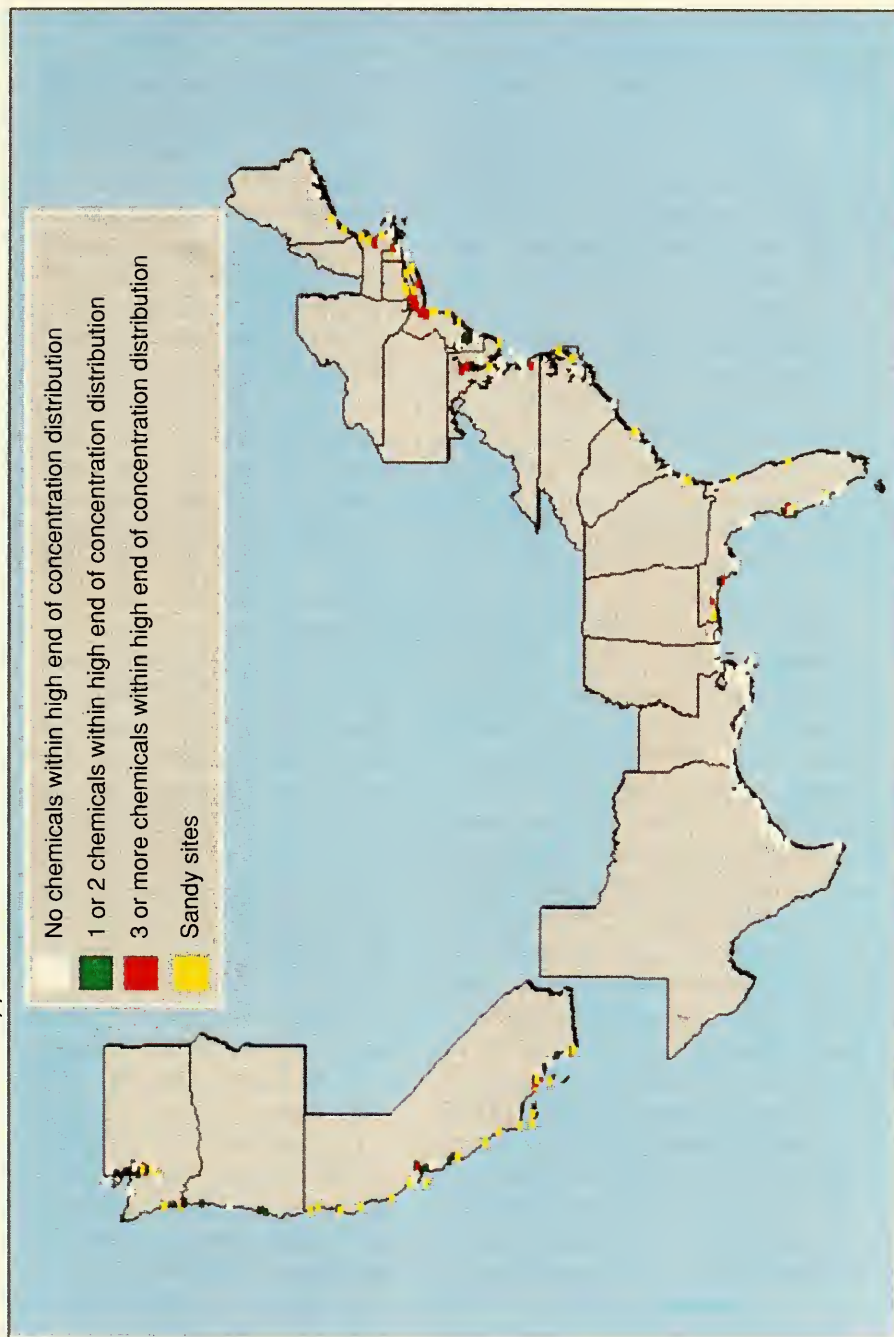 No chemicals within high end of concentration distribution
1 or 2 chemicals within high end of concentration distribution
3 or more chemicals within high end of concentration distribution
Sandy sites